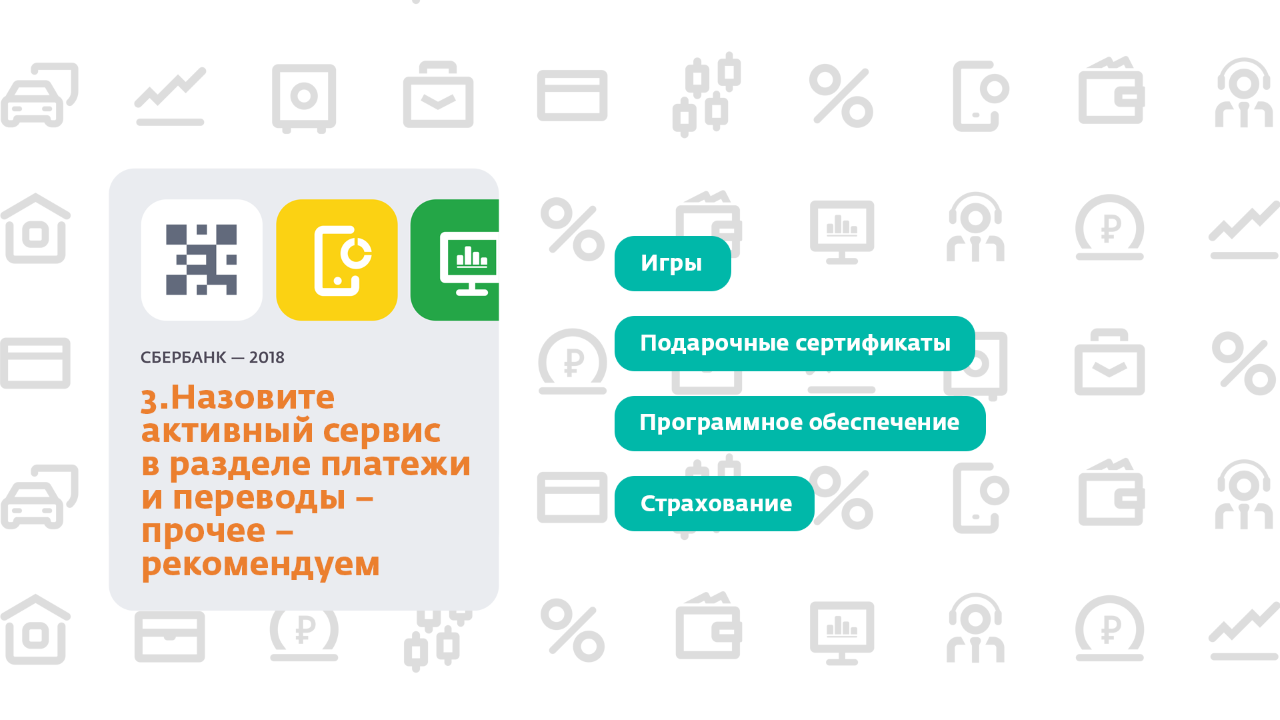 СБЕРБАНК — 2018
3.Назовите
активный сервис
в разделе платежи
и переводы –
прочее –
рекомендуем
Игры
Подарочные сертификаты
Программное обеспечение
Страхование